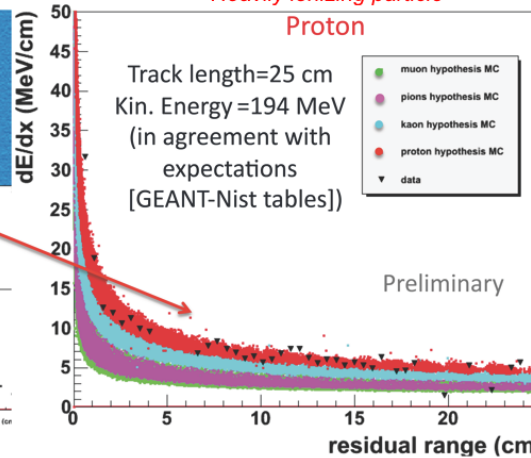 Proton
50
45
40
35
30
25
20
15
10
5
0
dE/dx (MeV/cm)
Track length=25 cm
Kin. Energy =194 MeV
(in agreement with
expectations
[GEANT-Nist tables])
muon hypothesis MC
pions hypothesis MC
kaon hypothesis MC
proton hypothesis MC
data
Preliminary
0 5 10 15 20
residual range (cm